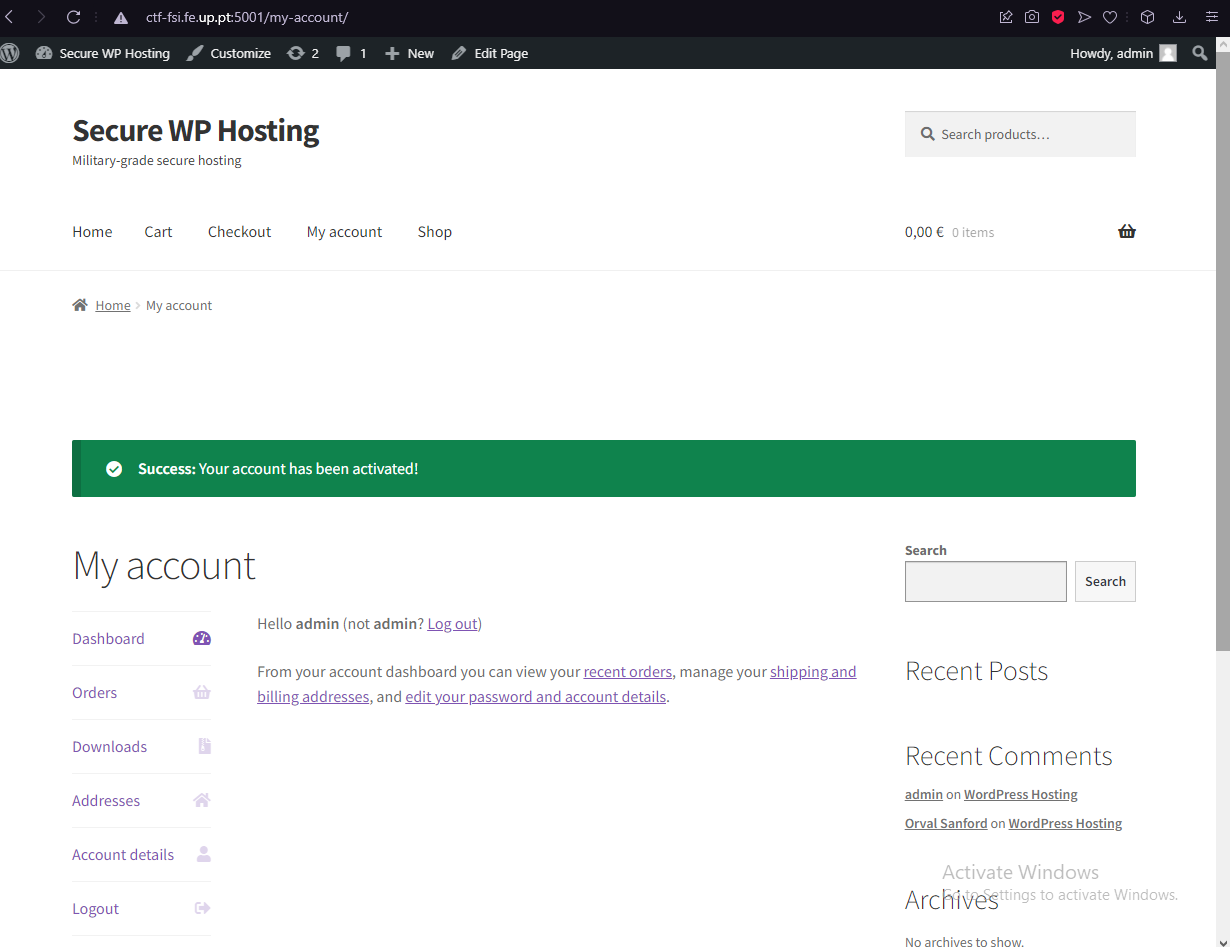 ctf-fsi.fe.up.pt:5001/my-account/
Secure WP Hosting Customize 2 1 New Edit Page Howdy, admin
Secure WP Hosting
Military-grade secure hosting
Search products…
Home Cart Checkout My account Shop
0,00 € 0 items
Home My account
Success: Your account has been activated!
My account
Dashboard
Orders
Downloads
Addresses
Account details
Logout
Hello admin (not admin? Log out)
From your account dashboard you can view your recent orders, manage your shipping and
billing addresses, and edit your password and account details.
Search
Search
Recent Posts
Recent Comments
admin on WordPress Hosting
Orval Sanford on WordPress Hosting
Activate Windows
Go to Settings to activate Windows.
Archives
No archives to show.